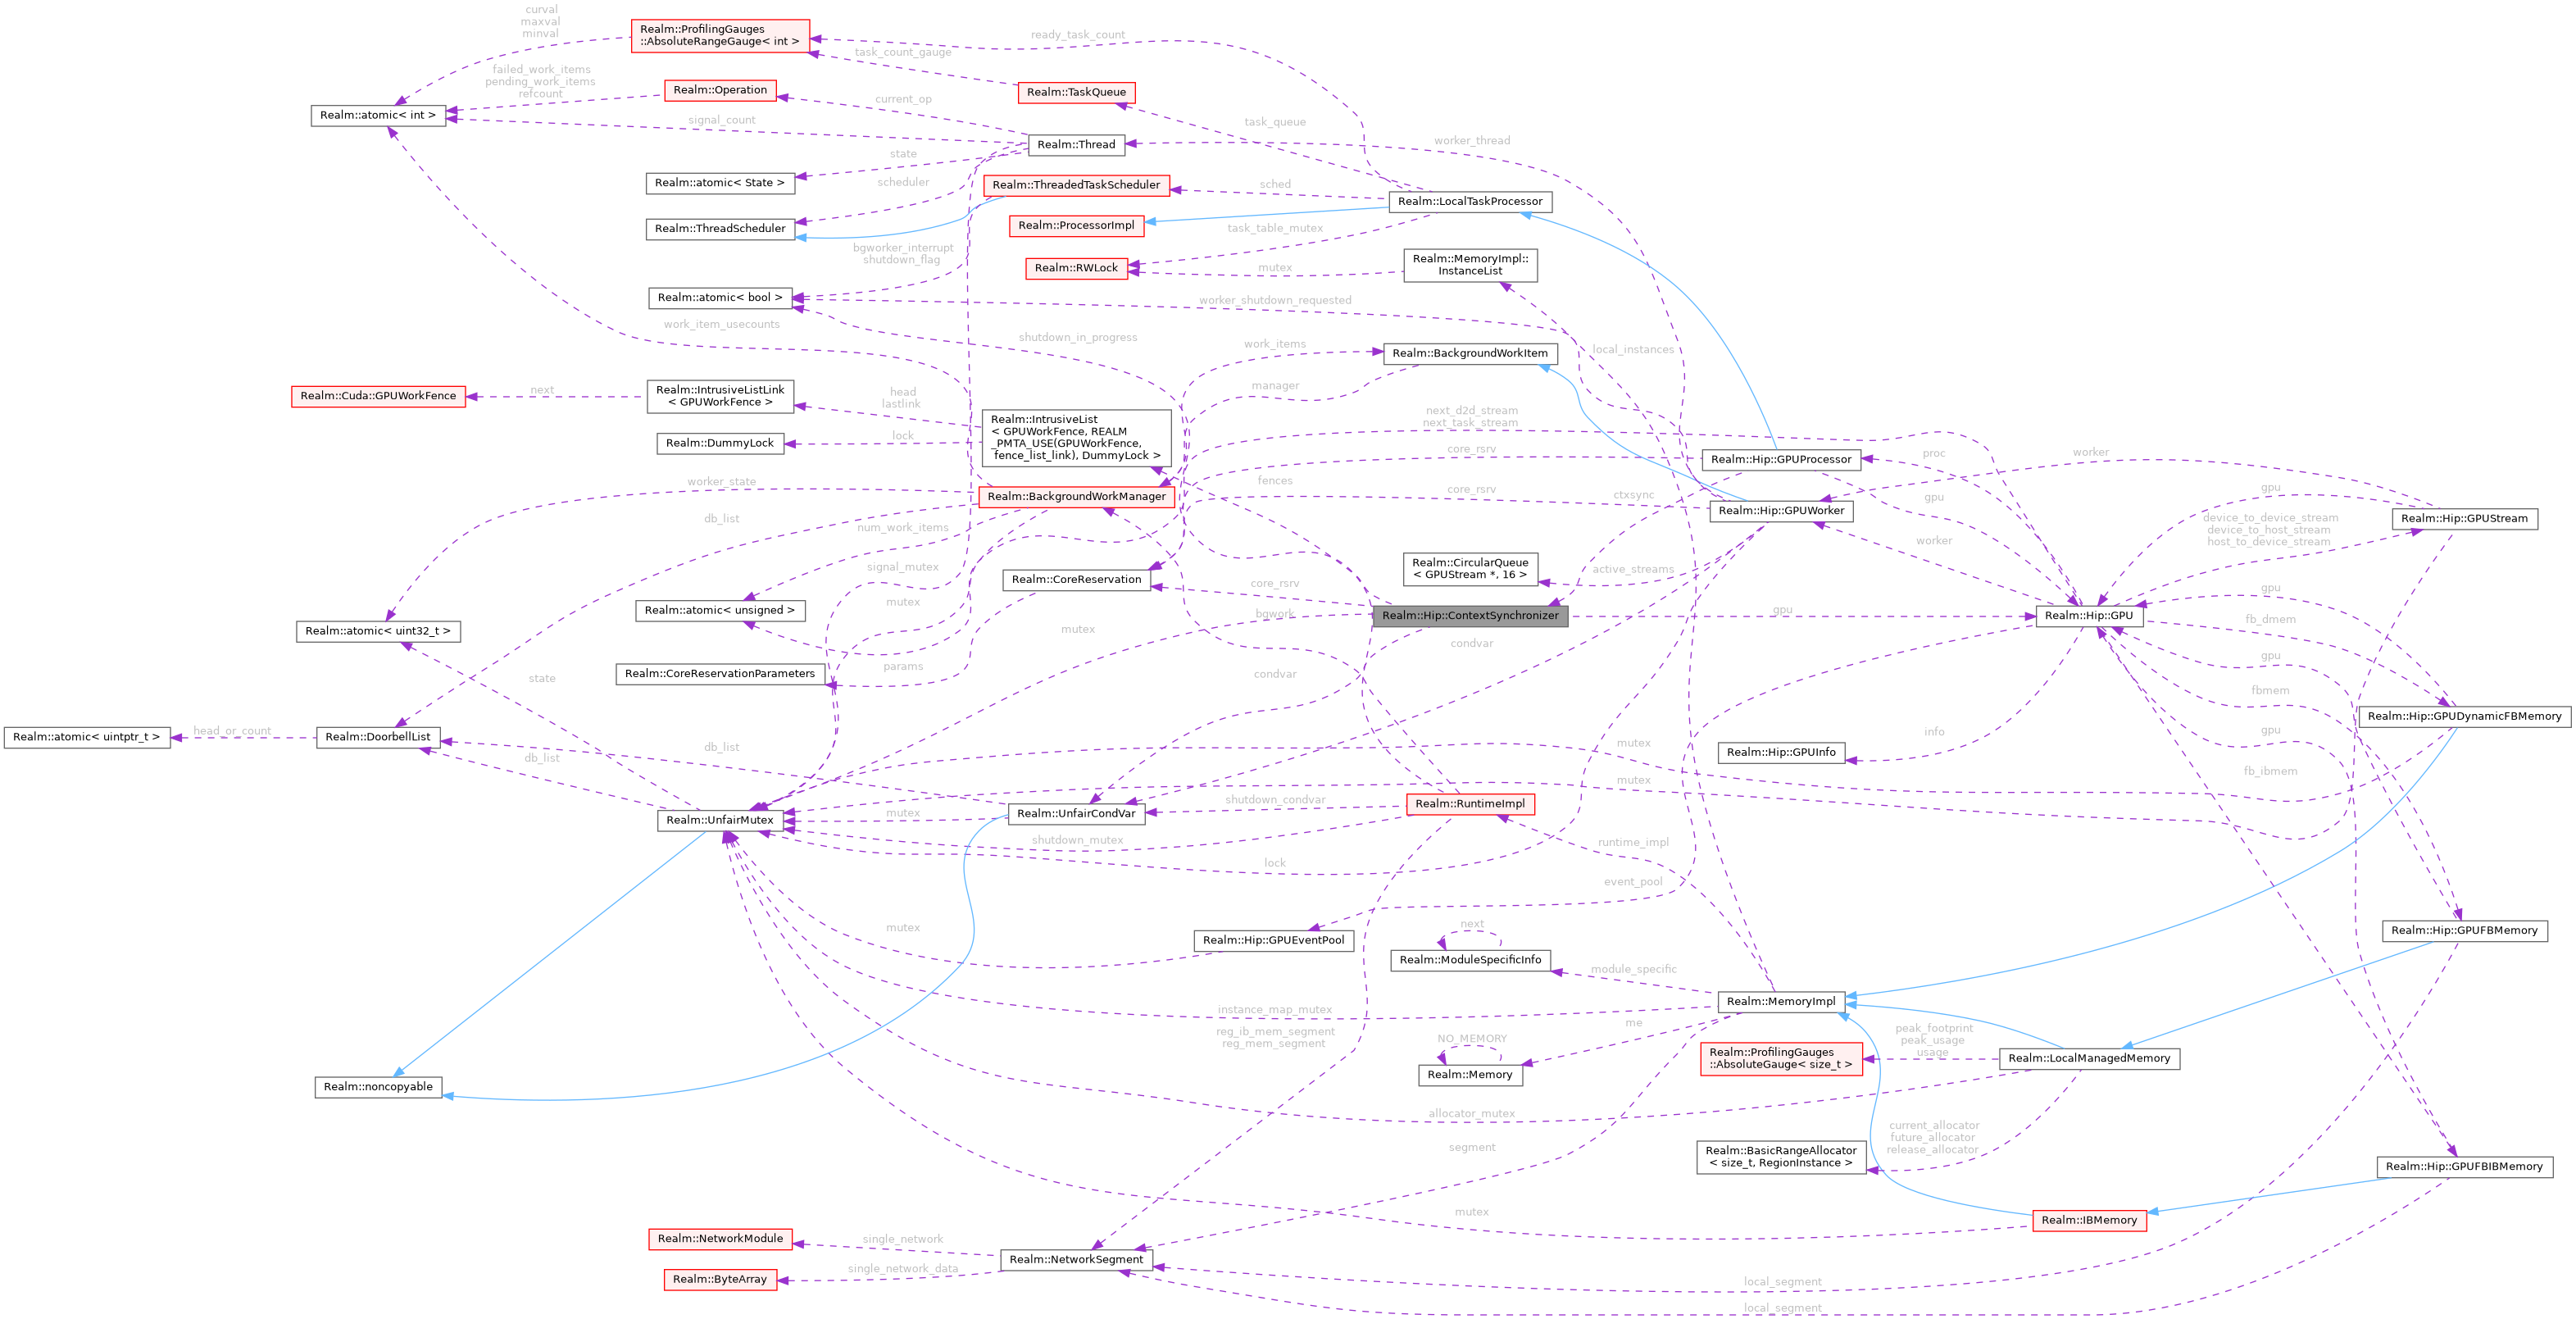 curval
maxval
minval
Realm::ProfilingGauges
::AbsoluteRangeGauge< int >
ready_task_count
task_count_gauge
failed_work_items
pending_work_items
refcount
Realm::Operation
Realm::TaskQueue
current_op
Realm::atomic< int >
signal_count
task_queue
Realm::Thread
worker_thread
state
Realm::atomic< State >
scheduler
Realm::ThreadedTaskScheduler
sched
Realm::LocalTaskProcessor
Realm::ThreadScheduler
Realm::ProcessorImpl
task_table_mutex
bgworker_interrupt
shutdown_flag
Realm::RWLock
mutex
Realm::MemoryImpl::
InstanceList
Realm::atomic< bool >
worker_shutdown_requested
work_item_usecounts
shutdown_in_progress
work_items
Realm::BackgroundWorkItem
local_instances
Realm::Cuda::GPUWorkFence
next
Realm::IntrusiveListLink
< GPUWorkFence >
head
lastlink
manager
Realm::DummyLock
lock
Realm::IntrusiveList
< GPUWorkFence, REALM
_PMTA_USE(GPUWorkFence,
fence_list_link), DummyLock >
next_d2d_stream
next_task_stream
core_rsrv
Realm::Hip::GPUProcessor
proc
worker
worker_state
Realm::BackgroundWorkManager
fences
core_rsrv
ctxsync
gpu
gpu
db_list
num_work_items
Realm::Hip::GPUWorker
Realm::Hip::GPUStream
device_to_device_stream
device_to_host_stream
host_to_device_stream
worker
signal_mutex
Realm::CoreReservation
Realm::CircularQueue
< GPUStream *, 16 >
active_streams
core_rsrv
gpu
Realm::atomic< unsigned >
mutex
bgwork
Realm::Hip::ContextSynchronizer
gpu
Realm::Hip::GPU
fb_dmem
Realm::atomic< uint32_t >
mutex
condvar
gpu
state
Realm::CoreReservationParameters
params
condvar
fbmem
Realm::Hip::GPUDynamicFBMemory
Realm::atomic< uintptr_t >
head_or_count
Realm::DoorbellList
db_list
db_list
mutex
Realm::Hip::GPUInfo
info
gpu
mutex
fb_ibmem
Realm::UnfairMutex
mutex
Realm::UnfairCondVar
shutdown_condvar
Realm::RuntimeImpl
shutdown_mutex
lock
runtime_impl
event_pool
mutex
Realm::Hip::GPUEventPool
next
Realm::ModuleSpecificInfo
module_specific
Realm::Hip::GPUFBMemory
instance_map_mutex
Realm::MemoryImpl
reg_ib_mem_segment
reg_mem_segment
NO_MEMORY
me
Realm::Memory
Realm::ProfilingGauges
::AbsoluteGauge< size_t >
peak_footprint
peak_usage
usage
Realm::LocalManagedMemory
Realm::noncopyable
allocator_mutex
segment
Realm::BasicRangeAllocator
< size_t, RegionInstance >
current_allocator
future_allocator
release_allocator
Realm::Hip::GPUFBIBMemory
mutex
Realm::IBMemory
Realm::NetworkModule
single_network
Realm::NetworkSegment
Realm::ByteArray
single_network_data
local_segment
local_segment